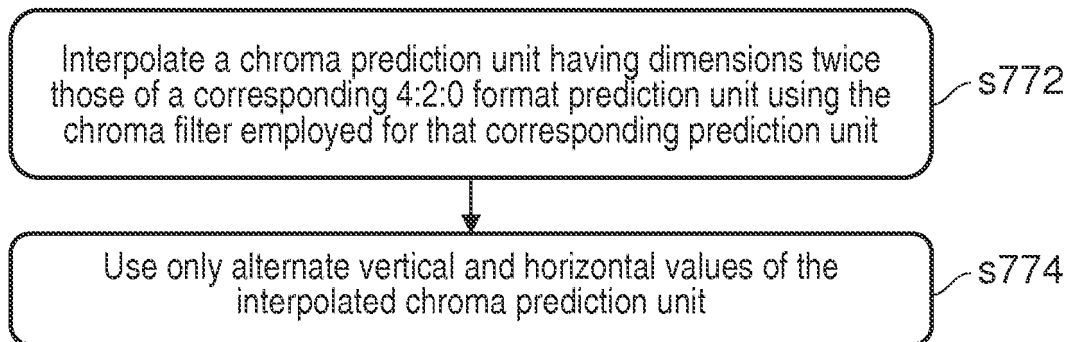 Interpolate a chroma prediction unit having dimensions twice
those of a corresponding 4:2:0 format prediction unit using the
chroma filter employed for that corresponding prediction unit
s772
Use only alternate vertical and horizontal values of the
interpolated chroma prediction unit
s774